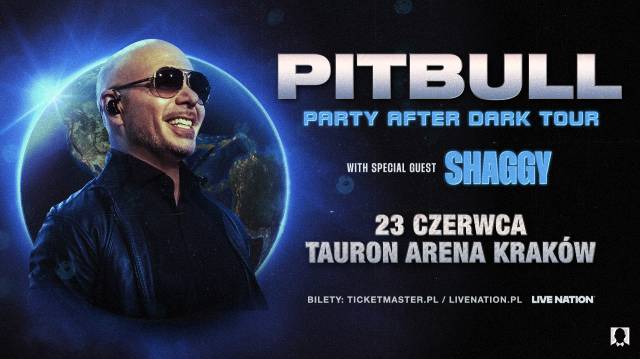 PITBULL
PARTY AFTER DARK TOUR
WITH SPECIAL GUEST SHAGGY
23 CZERWCA
TAURON ARENA KRAKÓW
BILETY: TICKETMASTER.PL / LIVENATION.PL LIVE NATION